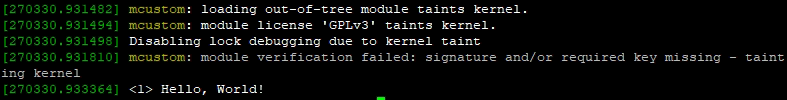 [270330.931482] mcustom: loading out-of-tree module taints kernel.
[270330.931494] mcustom: module license 'GPLv3' taints kernel.
[270330.931498] Disabling lock debugging due to kernel taint
[270330.931810] mcustom: module verification failed: signature and/or required key missing - taint
ing kernel
[270330.933364] <1> Hello, World!